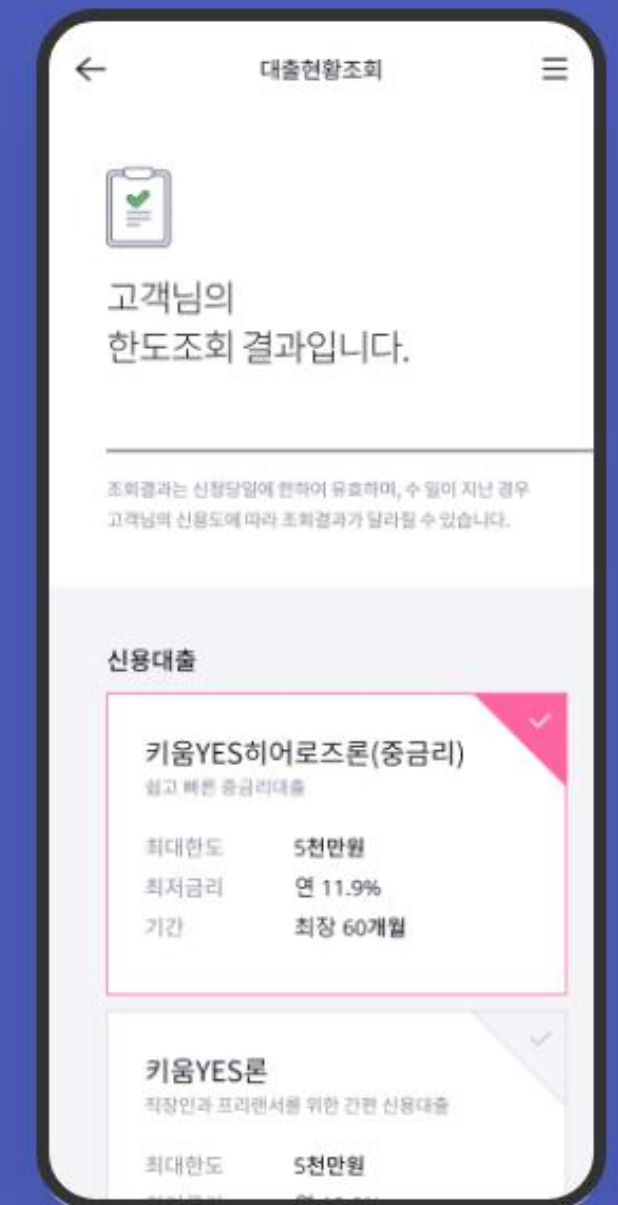 대출현황조회
고객님의
한도조회 결과입니다.
조회결과는 신청당일에 한하여 유효하며, 수 일이 지난 경우
고객님의 신용도에 따라 조회결과가 달라질 수 있습니다.
신용대출
키움YES히어로즈론(중금리)
쉽고 빠른 중금리대출
최대한도 5천만원
최저금리 연 11.9%
기간 최장 60개월
키움YES론
직장인과 프리랜서를 위한 간편 신용대출
최대한도 5천만원